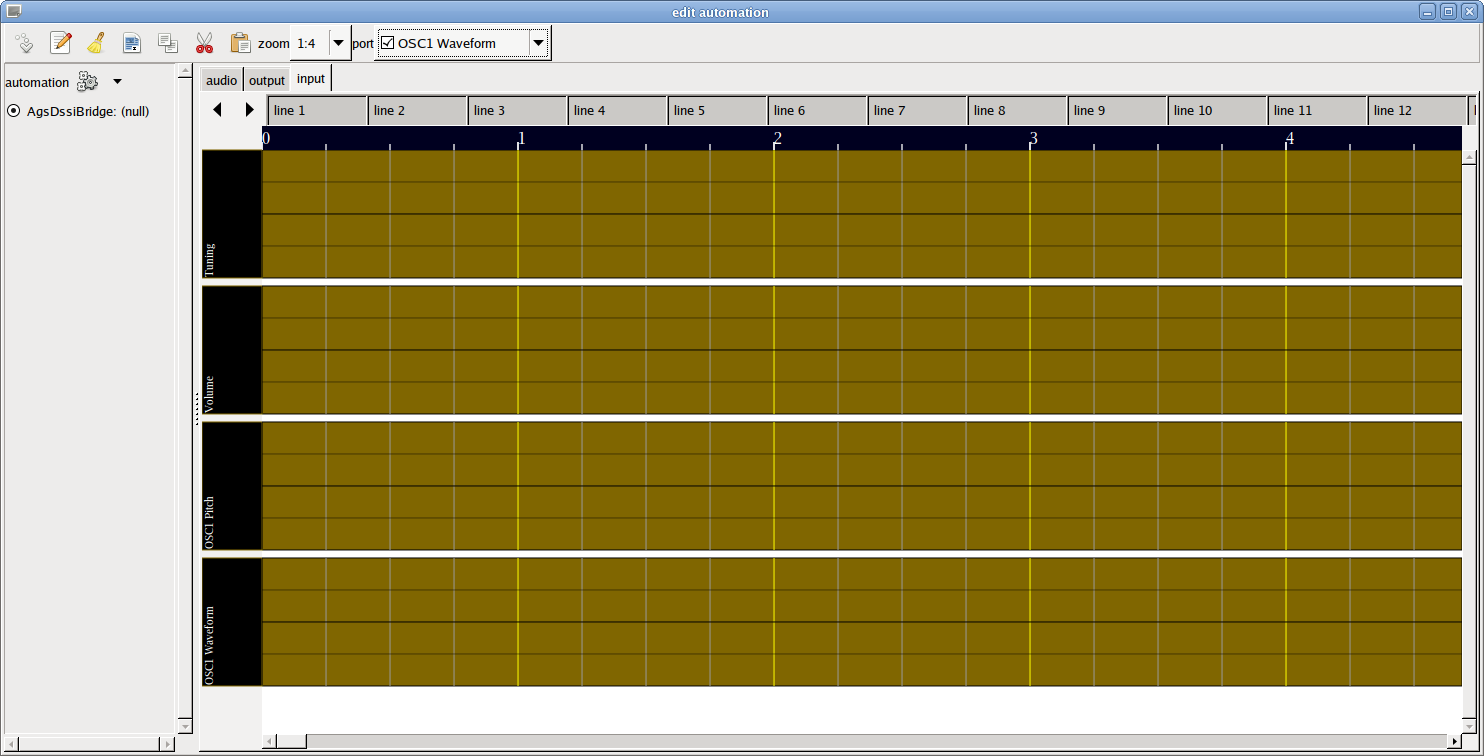 edit automation
zoom 1:4 port OSC1 Waveform
automation
AgsDssiBridge: (null)
audio output input
line 1 line 2 line 3 line 4 line 5 line 6 line 7 line 8 line 9 line 10 line 11 line 12
0 1 2 3 4
Tuning
Volume
OSC1 Pitch
OSC1 Waveform